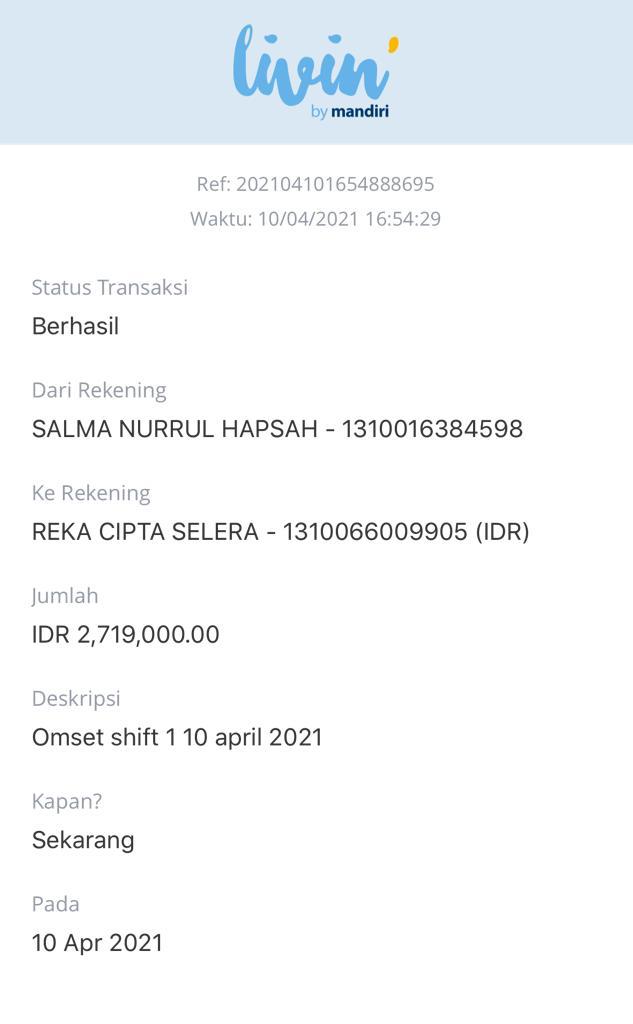 livin'
by mandiri
Ref: 202104101654888695
Waktu: 10/04/2021 16:54:29
Status Transaksi
Berhasil
Dari Rekening
SALMA NURRUL HAPSAH - 1310016384598
Ke Rekening
REKA CIPTA SELERA - 1310066009905 (IDR)
Jumlah
IDR 2,719,000.00
Deskripsi
Omset shift 1 10 april 2021
Kapan?
Sekarang
Pada
10 Apr 2021